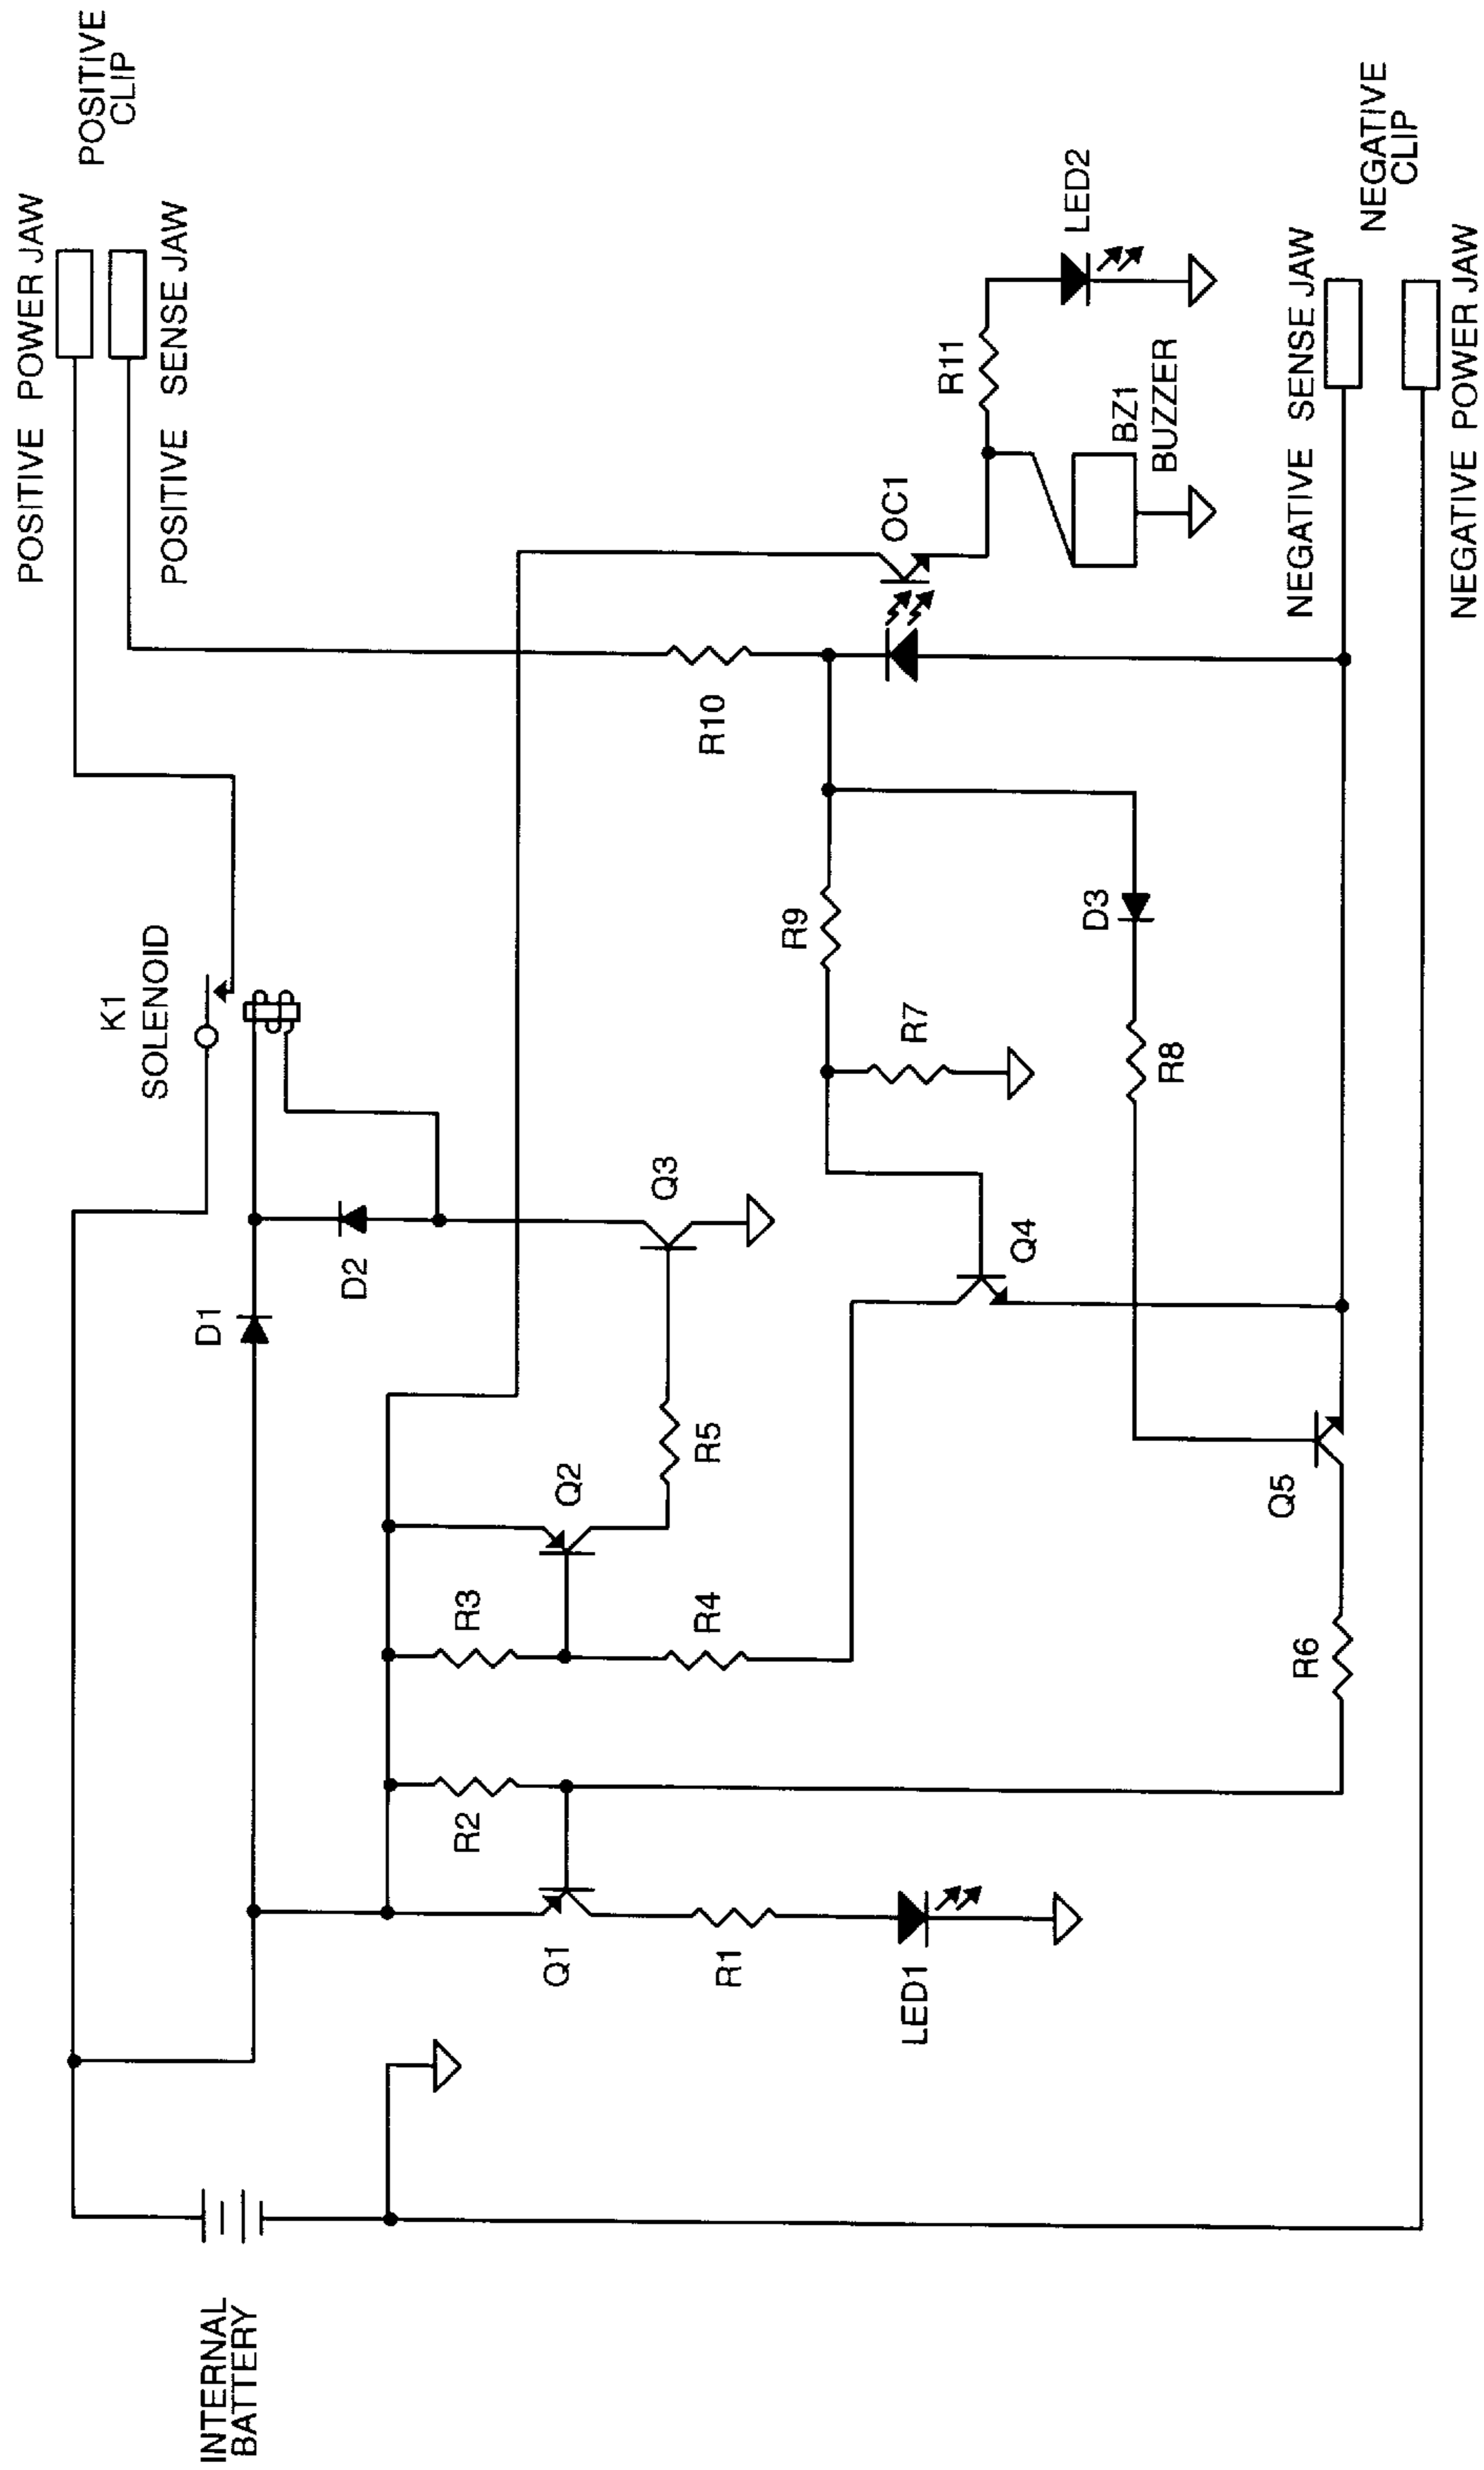 POSITIVE
CLIP
POSITIVE POWER JAW
POSITIVE SENSE JAW
K1
SOLENOID
D1
D2
Q3
LED2
R11
BZ1
BUZZER
OC1
R10
R9
D3
R7
R8
Q4
Q2
R5
R3
R4
Q5
R2
R6
Q1
R1
LED1
NEGATIVE SENSE JAW
NEGATIVE
CLIP
NEGATIVE POWER JAW
INTERNAL
BATTERY